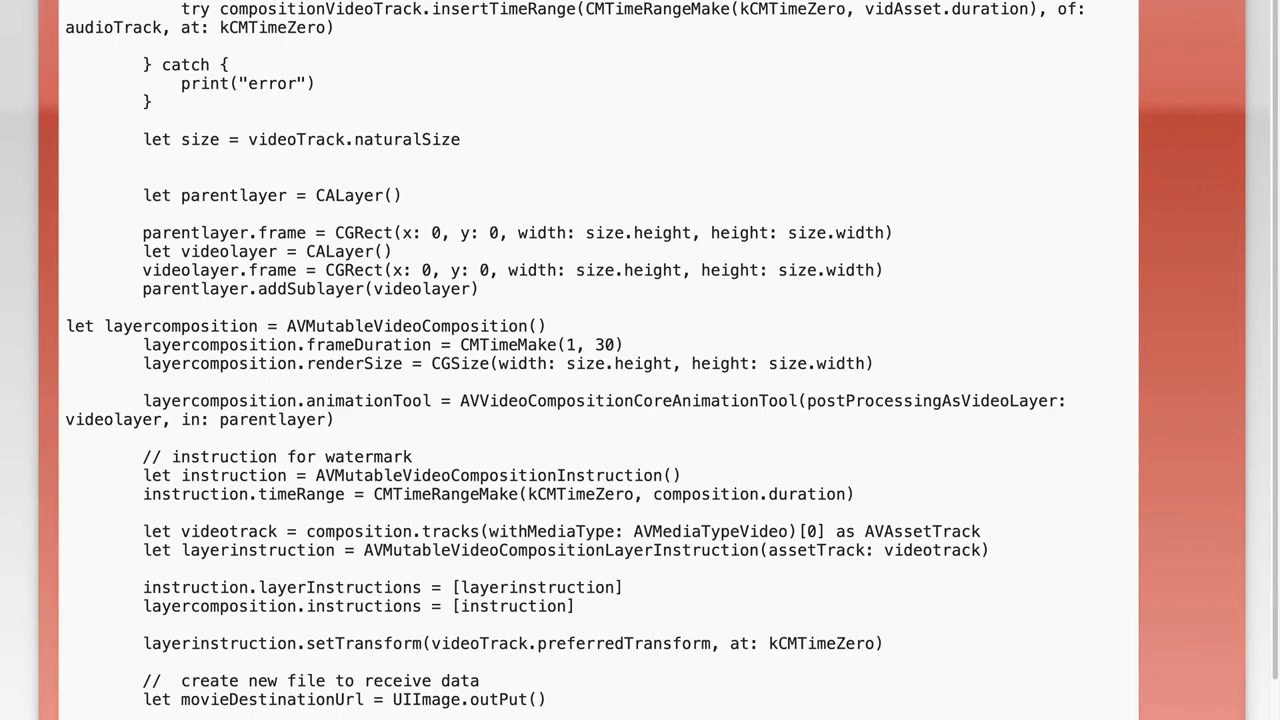 try compositionVideoTrack.insertTimeRange(CMTimeRangeMake(kCMTimeZero, vidAsset.duration), of:
audioTrack, at: kCMTimeZero)
} catch {
print("error")
}
let size = videoTrack.naturalSize
let parentlayer = CALayer()
parentlayer.frame = CGRect(x: 0, y: 0, width: size.height, height: size.width)
let videolayer = CALayer()
videolayer.frame = CGRect(x: 0, y: 0, width: size.height, height: size.width)
parentlayer.addSublayer(videolayer)
let layercomposition = AVMutableVideoComposition()
layercomposition.frameDuration = CMTimeMake(1, 30)
layercomposition.renderSize = CGSize(width: size.height, height: size.width)
layercomposition.animationTool = AVVideoCompositionCoreAnimationTool(postProcessingAsVideoLayer:
videolayer, in: parentlayer)
// instruction for watermark
let instruction = AVMutableVideoCompositionInstruction()
instruction.timeRange = CMTimeRangeMake(kCMTimeZero, composition.duration)
let videotrack = composition.tracks(withMediaType: AVMediaTypeVideo)[0] as AVAssetTrack
let layerinstruction = AVMutableVideoCompositionLayerInstruction(assetTrack: videotrack)
instruction.layerInstructions = [layerinstruction]
layercomposition.instructions = [instruction]
layerinstruction.setTransform(videoTrack.preferredTransform, at: kCMTimeZero)
//  create new file to receive data
let movieDestinationUrl = UIImage.outPut()